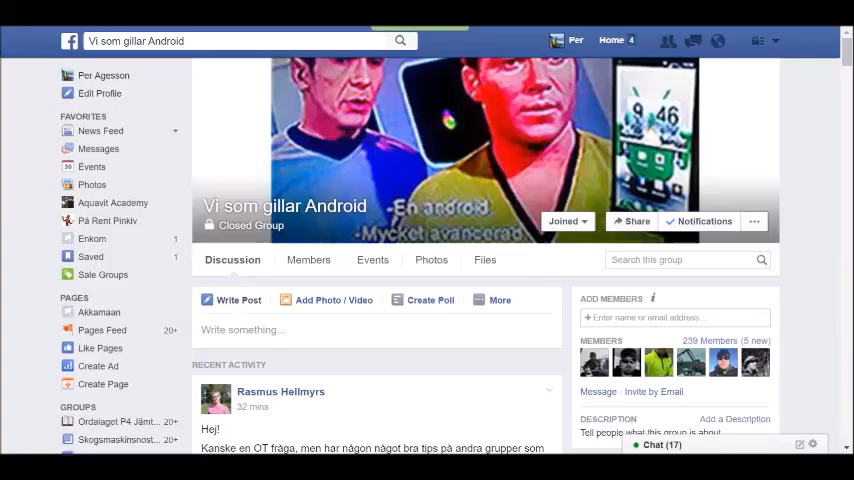 Vi som gillar Android
Per
Home 4
Per Agesson
Edit Profile
FAVORITES
News Feed
Messages
30 Events
Photos
Aquavit Academy
På Rent Pinkiv
Enkom 1
Saved 1
Sale Groups
PAGES
Akkamaan
Pages Feed 20+
Like Pages
Create Ad
Create Page
GROUPS
Ordalaget P4 Jämt... 20+
Skogsmaskinsnost... 20+
9 46
Vi som gillar Android
-En android.
Closed Group
-Mycket avancerad.
Joined
Share
Notifications
Discussion Members Events Photos Files
Search this group
Write Post Add Photo / Video Create Poll More
Write something...
RECENT ACTIVITY
Rasmus Hellmyrs
32 mins
Hej!
Kanske en OT fråga, men har någon något bra tips på andra grupper som
ADD MEMBERS i
+ Enter name or email address...
MEMBERS 239 Members (5 new)
Message · Invite by Email
DESCRIPTION Add a Description
Tell people what this group is about.
Chat (17)